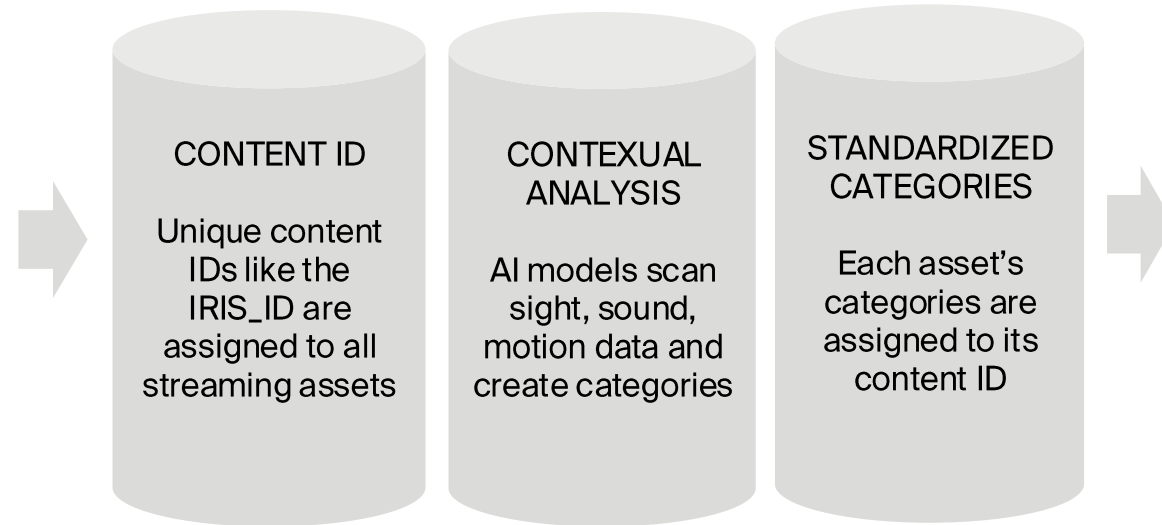 CONTENT ID
Unique content
IDs like the
IRIS_ID are
assigned to all
streaming assets
CONTEXUAL
ANALYSIS
AI models scan
sight, sound,
motion data and
create categories
STANDARDIZED
CATEGORIES
Each asset’s
categories are
assigned to its
content ID